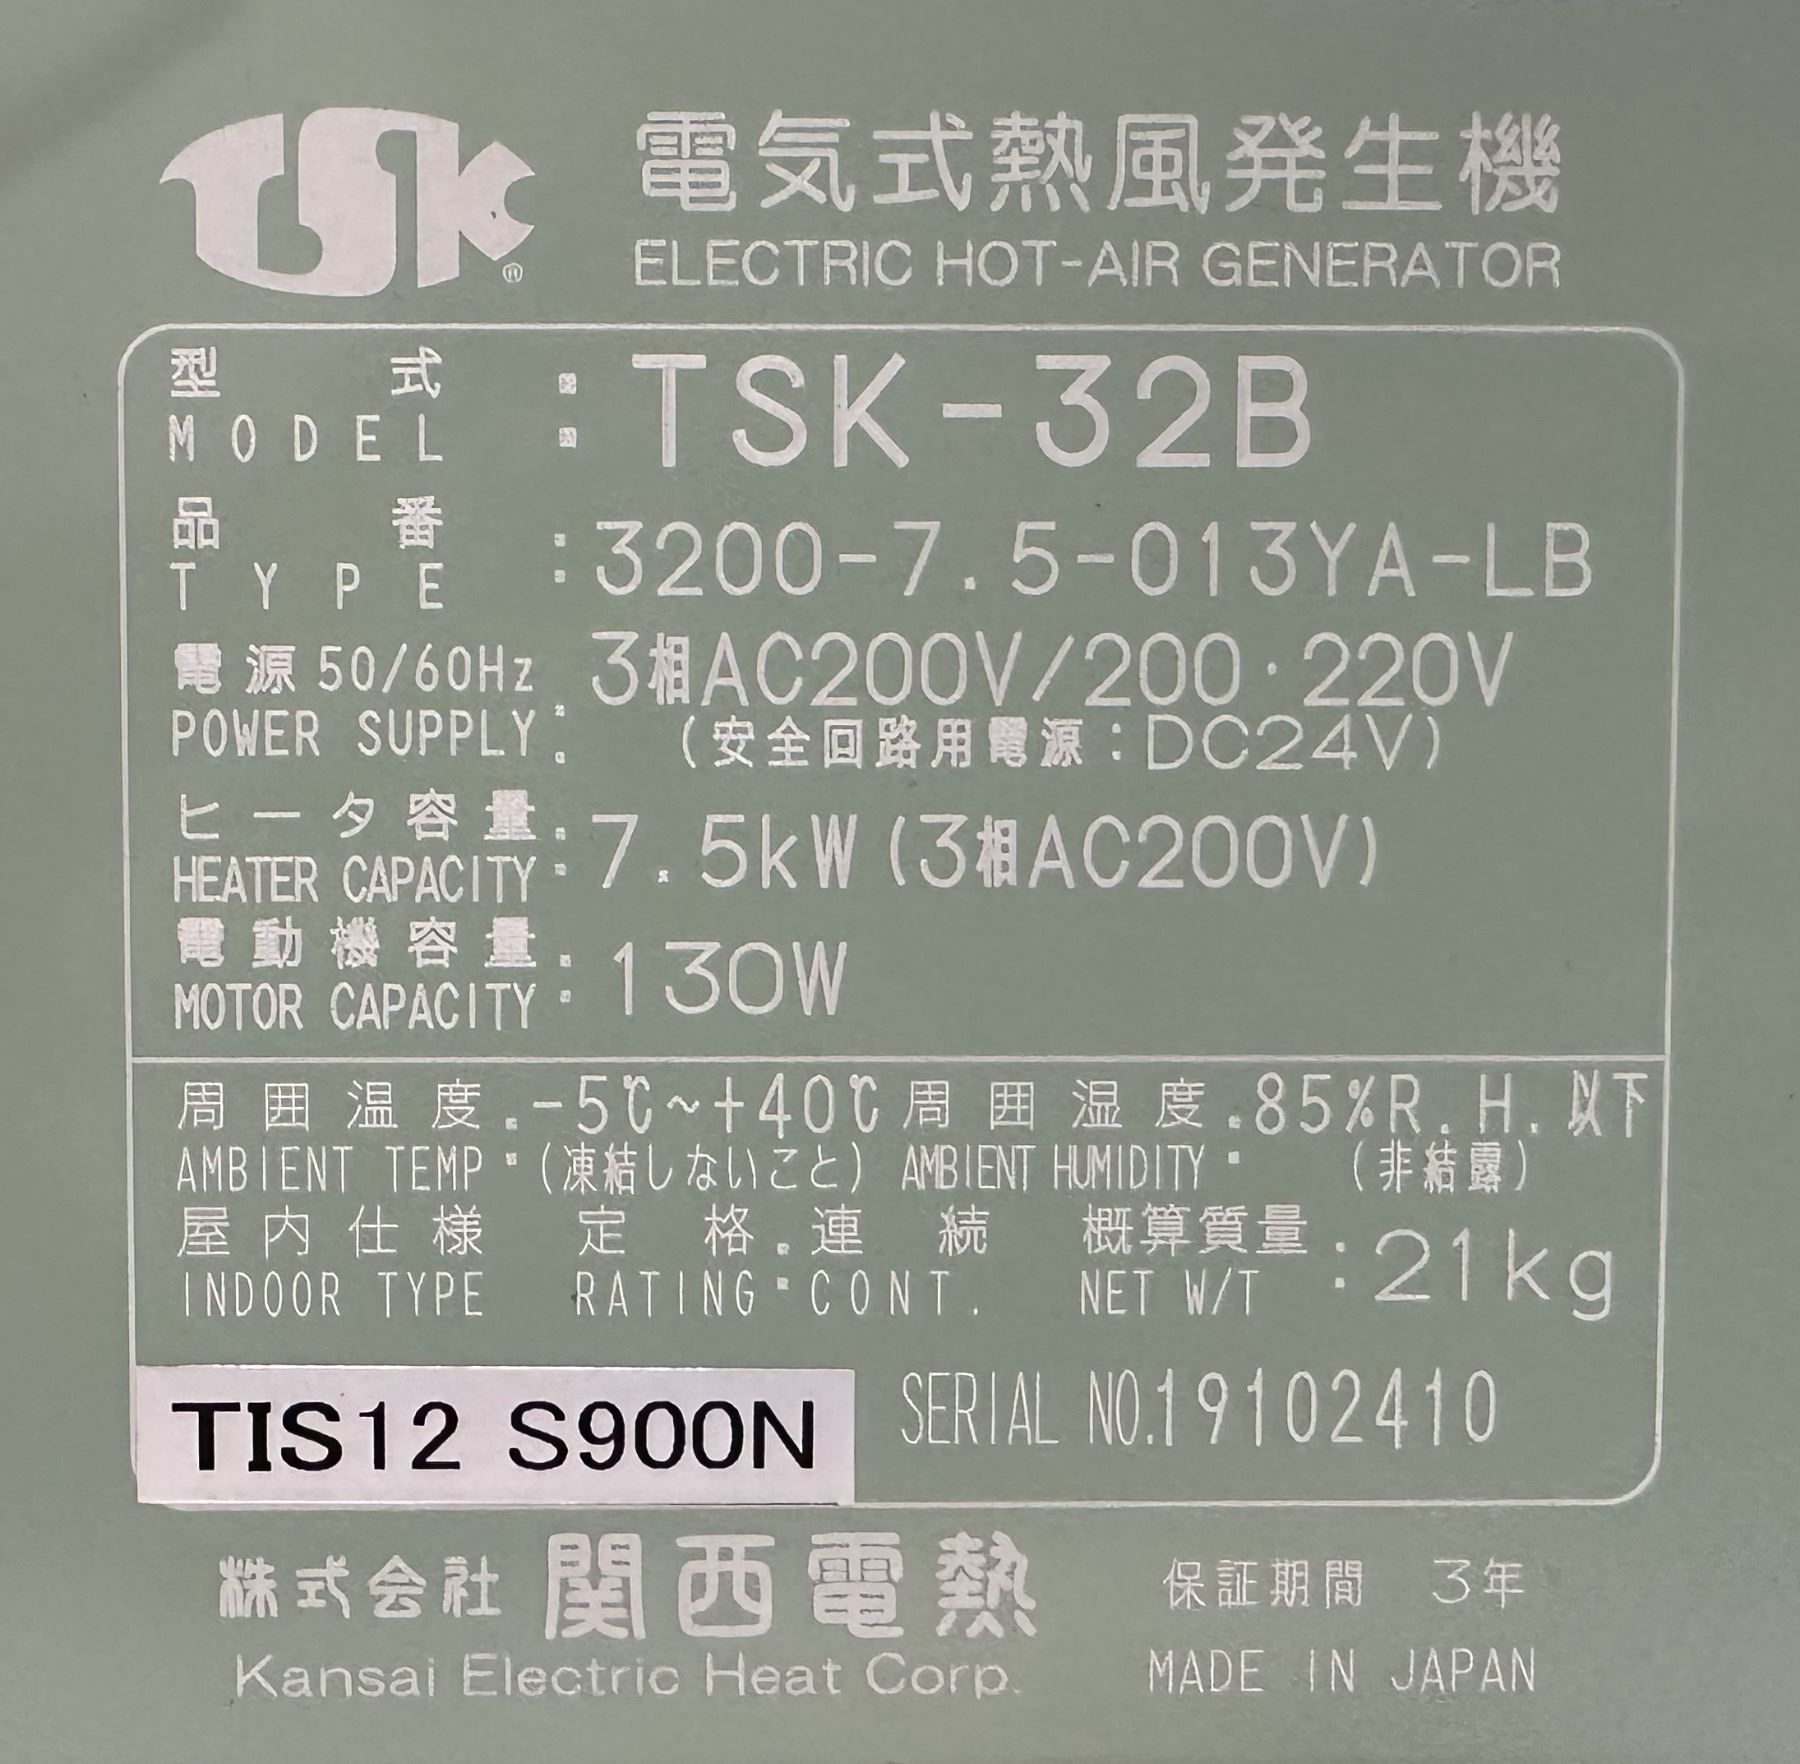 TSK®
電気式熱風発生機
ELECTRIC HOT-AIR GENERATOR
型式 : TSK-32B
MODEL :
品番 : 3200-7.5-013YA-LB
TYPE
電源 50/60Hz : 3相AC200V/200·220V
POWER SUPPLY (安全回路用電源:DC24V)
ヒータ容量 : 7.5kW(3相AC200V)
HEATER CAPACITY
電動機容量 : 130W
MOTOR CAPACITY
周囲温度 : -5℃~+40℃ 周囲湿度 : 85%R.H.以下
AMBIENT TEMP (凍結しないこと) AMBIENT HUMIDITY (非結露)
屋内仕様 定格 : 連続 概算質量 : 21kg
INDOOR TYPE RATING CONT. NET W/T
TIS12 S900N SERIAL NO.19102410
株式会社 関西電熱 保証期間 3年
Kansai Electric Heat Corp. MADE IN JAPAN